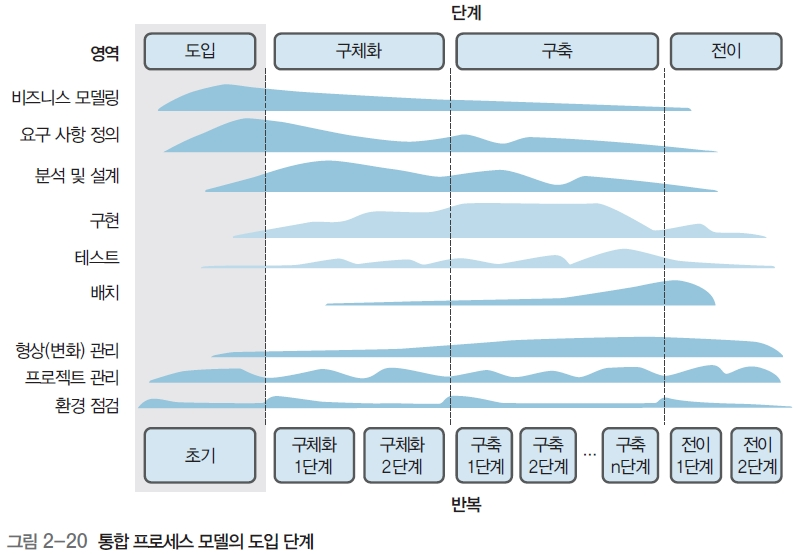 단계
영역
도입 구체화 구축 전이
비즈니스 모델링
요구 사항 정의
분석 및 설계
구현
테스트
배치
형상(변화) 관리
프로젝트 관리
환경 점검
초기 구체화 구체화 구축 구축 … 구축 전이 전이
1단계 2단계 1단계 2단계 n단계 1단계 2단계
반복
그림 2-20 통합 프로세스 모델의 도입 단계